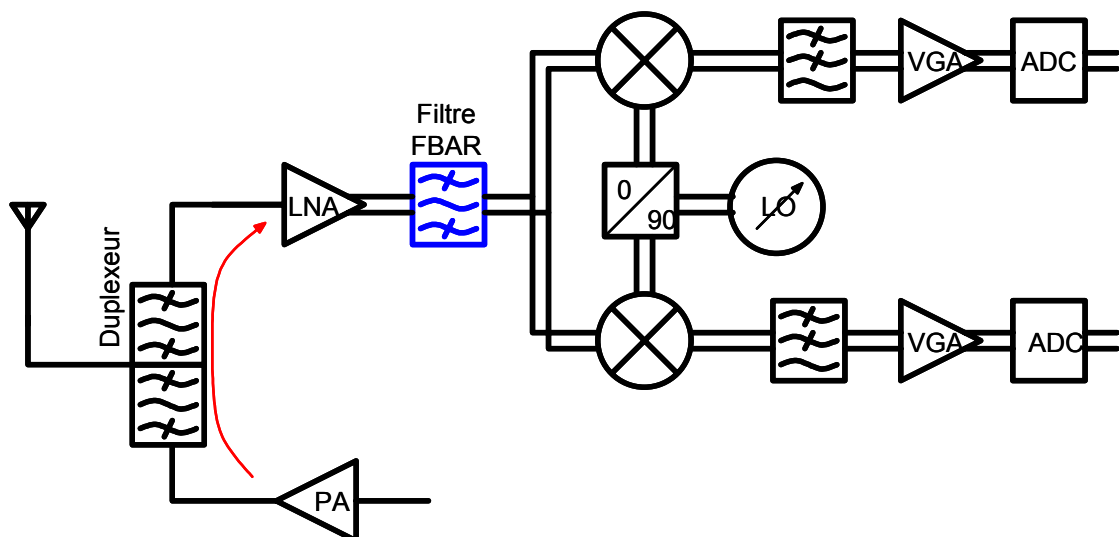 VGA
ADC
Filtre
FBAR
LNA
0
90
LO
Duplexeur
VGA
ADC
PA